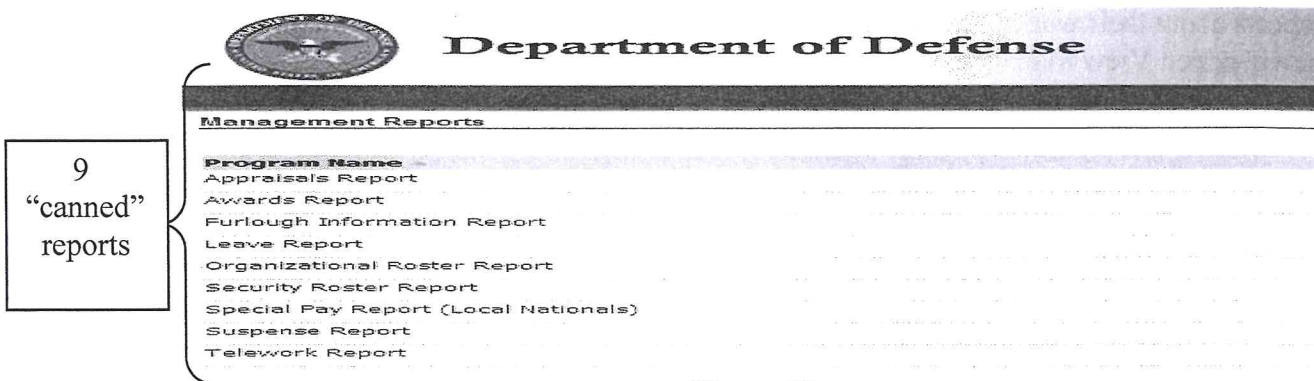 Department of Defense
Management Reports
9
“canned”
reports
Program Name
Appraisals Report
Awards Report
Furlough Information Report
Leave Report
Organizational Roster Report
Security Roster Report
Special Pay Report (Local Nationals)
Suspense Report
Telework Report